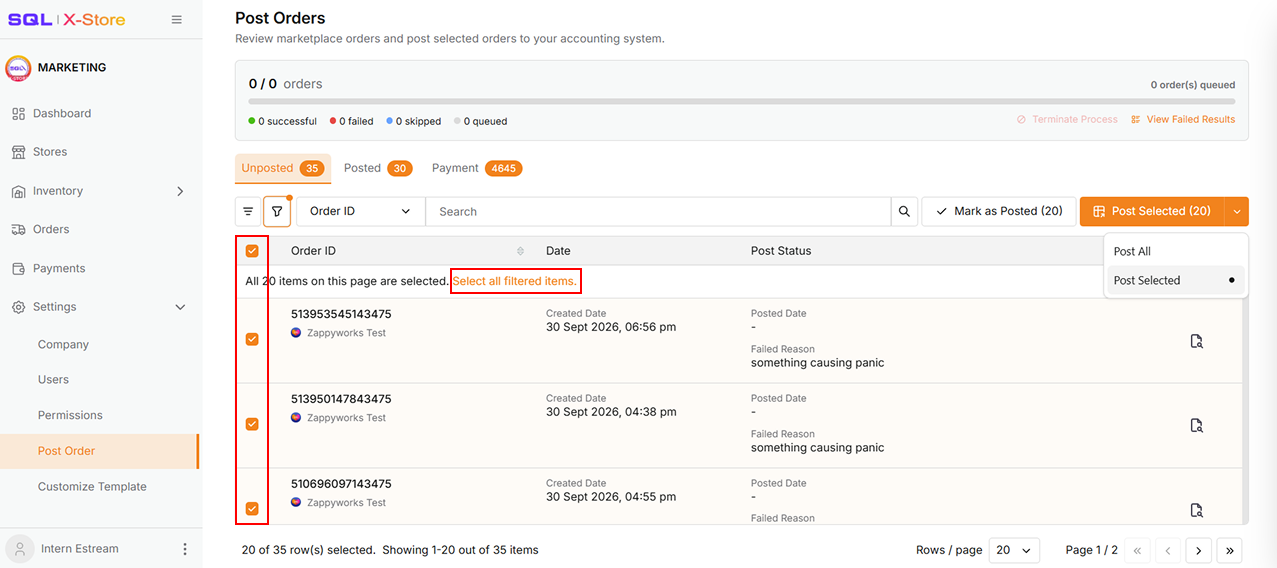 SQL | X-Store
MARKETING
Dashboard
Stores
Inventory
Orders
Payments
Settings
Company
Users
Permissions
Post Order
Customize Template
Intern Estream
Post Orders
Review marketplace orders and post selected orders to your accounting system.
0 / 0 orders
0 order(s) queued
0 successful 0 failed 0 skipped 0 queued
Terminate Process View Failed Results
Unposted 35 Posted 30 Payment 4645
Order ID Search Mark as Posted (20) Post Selected (20)
Post All
Post Selected
Order ID Date Post Status
All 20 items on this page are selected. Select all filtered items.
513953545143475 Created Date Posted Date
Zappyworks Test 30 Sept 2026, 06:56 pm -
Failed Reason
something causing panic
513950147843475 Created Date Posted Date
Zappyworks Test 30 Sept 2026, 04:38 pm -
Failed Reason
something causing panic
510696097143475 Created Date Posted Date
Zappyworks Test 30 Sept 2026, 04:55 pm -
Failed Reason
20 of 35 row(s) selected. Showing 1-20 out of 35 items Rows / page 20 Page 1 / 2